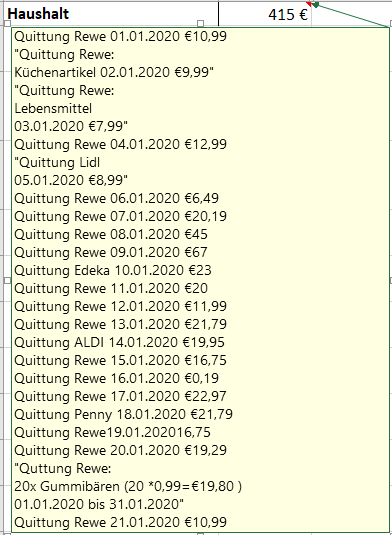 Haushalt 415 €
Quittung Rewe 01.01.2020 €10,99
"Quittung Rewe:
Küchenartikel 02.01.2020 €9,99"
"Quittung Rewe:
Lebensmittel
03.01.2020 €7,99"
Quittung Rewe 04.01.2020 €12,99
"Quittung Lidl
05.01.2020 €8,99"
Quittung Rewe 06.01.2020 €6,49
Quittung Rewe 07.01.2020 €20,19
Quittung Rewe 08.01.2020 €45
Quittung Rewe 09.01.2020 €67
Quittung Edeka 10.01.2020 €23
Quittung Rewe 11.01.2020 €20
Quittung Rewe 12.01.2020 €11,99
Quittung Rewe 13.01.2020 €21,79
Quittung ALDI 14.01.2020 €19,95
Quittung Rewe 15.01.2020 €16,75
Quittung Rewe 16.01.2020 €0,19
Quittung Rewe 17.01.2020 €22,97
Quittung Penny 18.01.2020 €21,79
Quittung Rewe19.01.202016,75
Quittung Rewe 20.01.2020 €19,29
"Quttung Rewe:
20x Gummibären (20 *0,99=€19,80 )
01.01.2020 bis 31.01.2020"
Quittung Rewe 21.01.2020 €10,99